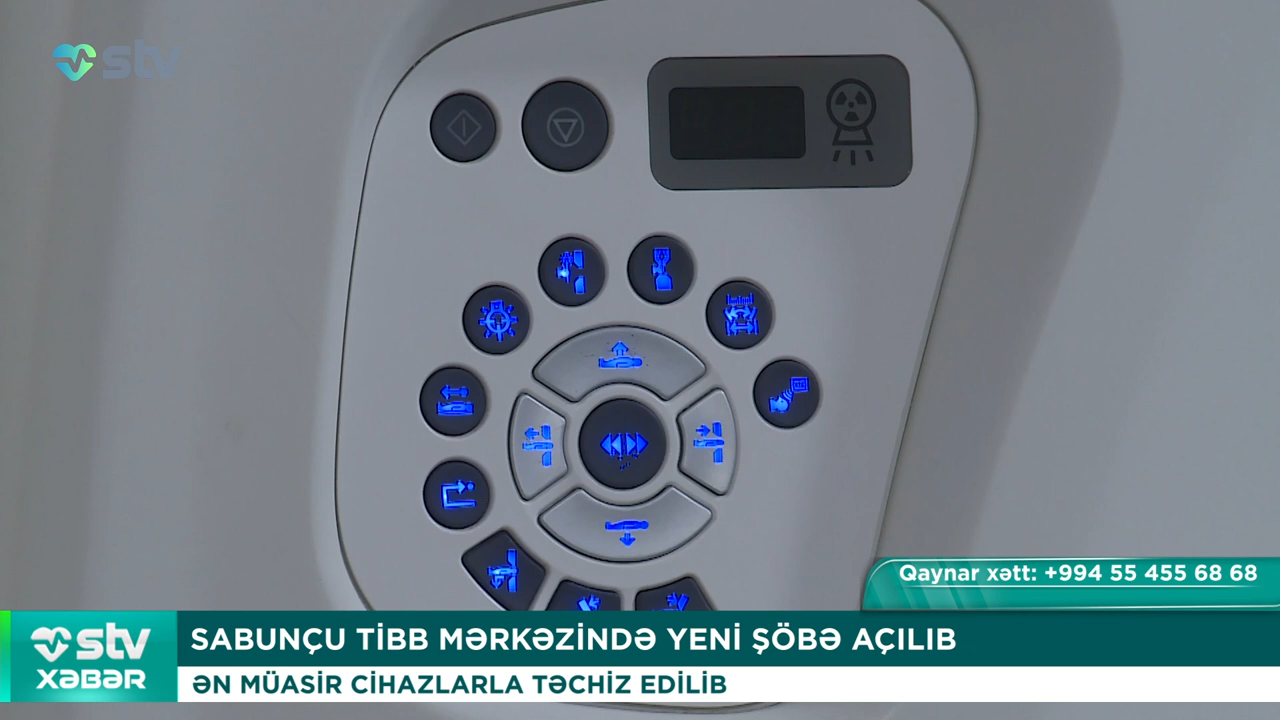 stv
Qaynar xətt: +994 55 455 68 68
stv
XƏBƏR
SABUNÇU TİBB MƏRKƏZİNDƏ YENİ ŞÖBƏ AÇILIB
ƏN MÜASİR CİHAZLARLA TƏCHİZ EDİLİB